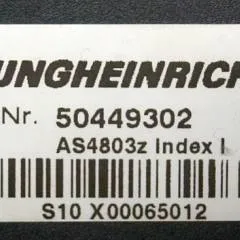 UNGHEINRICH
Nr. 50449302
AS4803z Index I
S10 X00065012